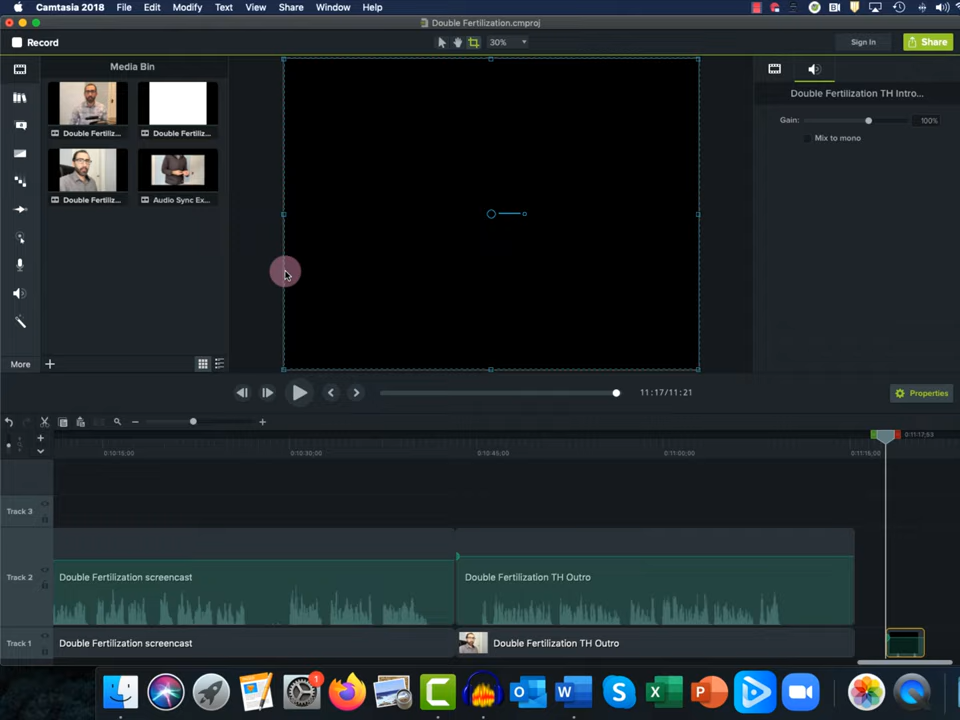 Camtasia 2018 File Edit Modify Text View Share Window Help
Double Fertilization.cmproj
Record
30%
Sign In
Share
Media Bin
Double Fertilization TH Intro...
Gain:
100%
Mix to mono
Double Fertiliz...
Double Fertiliz...
Double Fertiliz...
Audio Sync Ex...
More
11:17/11:21
Properties
0:11:17;53
0:10:15;00
0:10:30;00
0:10:45;00
0:11:00;00
0:11:15;00
Track 3
Track 2
Double Fertilization screencast
Double Fertilization TH Outro
Track 1
Double Fertilization screencast
Double Fertilization TH Outro
1